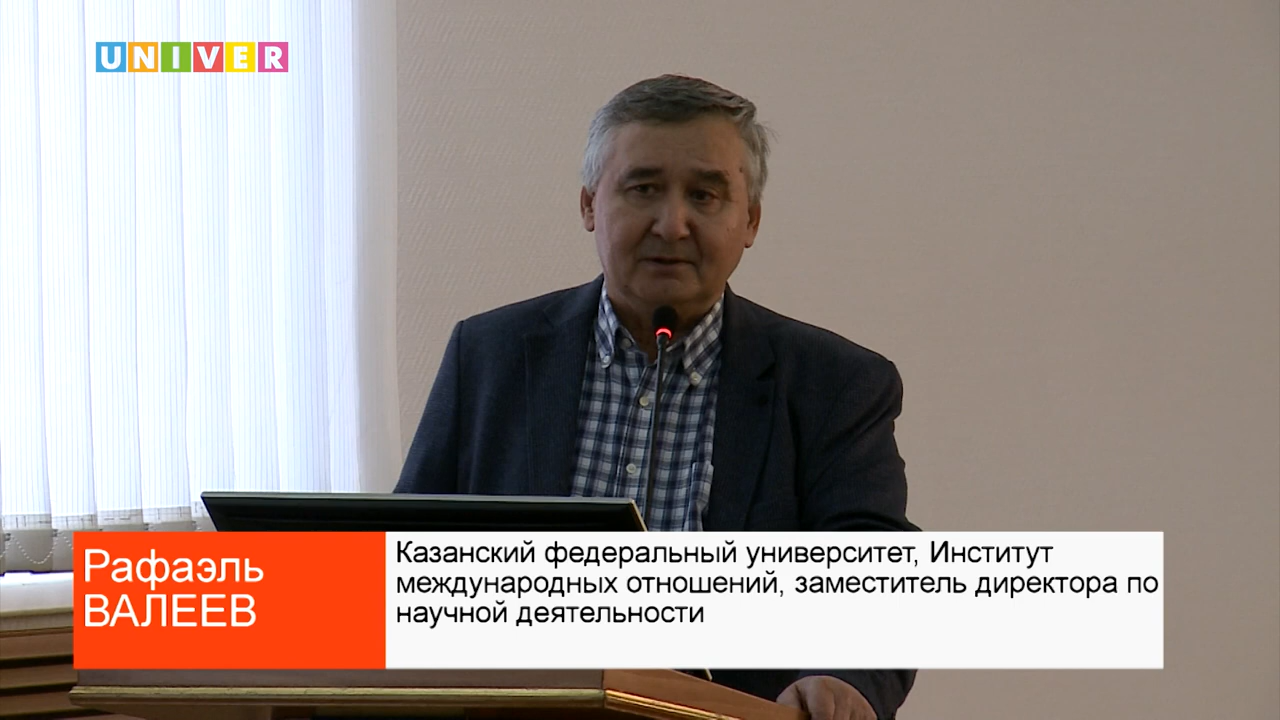 UNIVER
Рафаэль
ВАЛЕЕВ
Казанский федеральный университет, Институт
международных отношений, заместитель директора по
научной деятельности